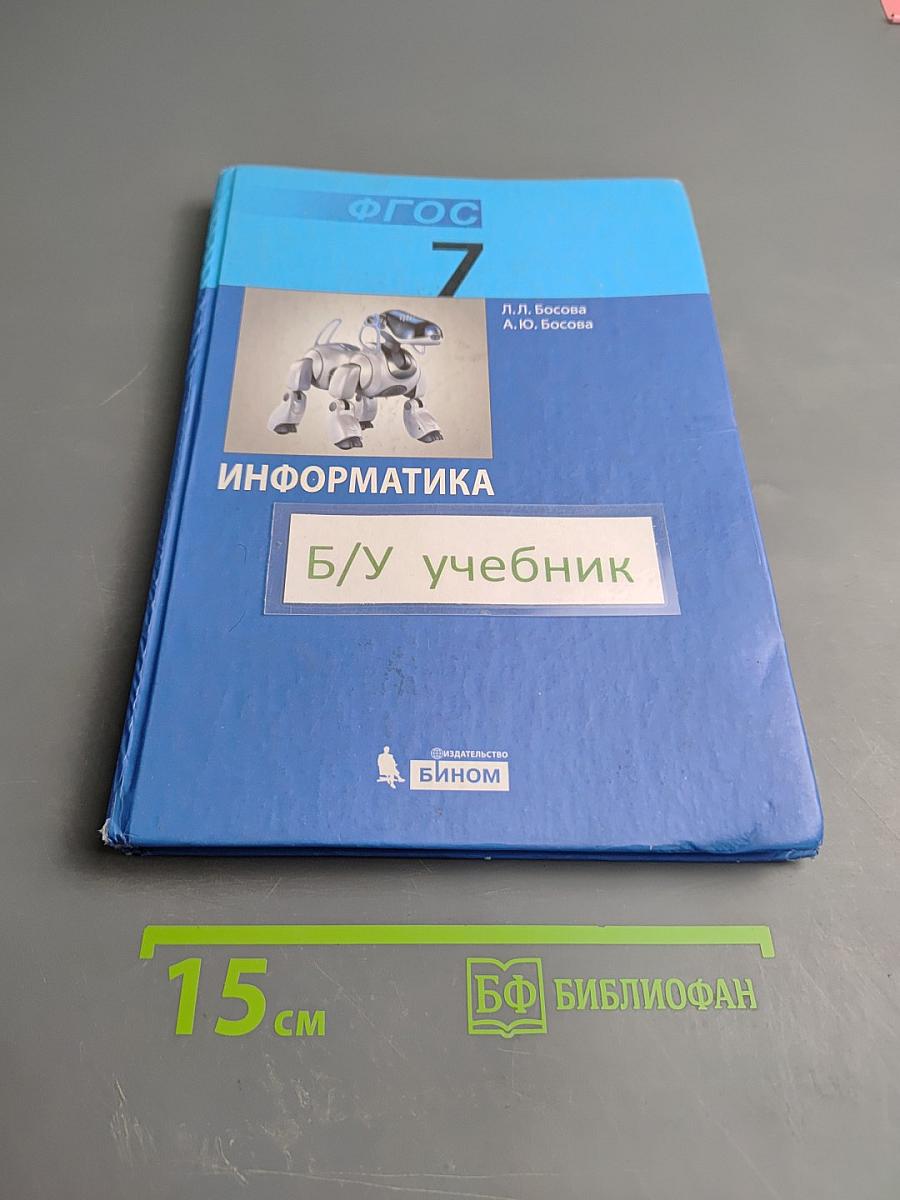 ФГОС
7
Л.Л. Босова
А.Ю. Босова
ИНФОРМАТИКА
Б/У учебник
ИЗДАТЕЛЬСТВО
БИНОМ
15 см
БФ БИБЛИОФАН